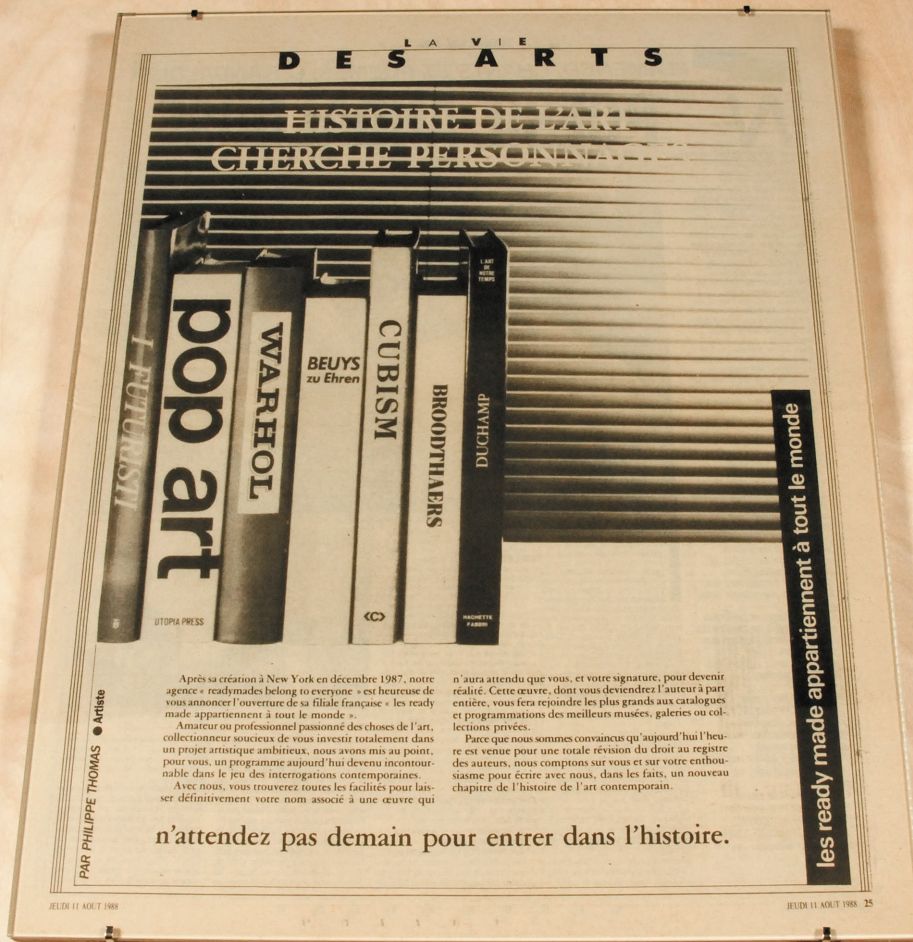 LA VIE
DES ARTS
HISTOIRE DE L'ART
CHERCHE PERSONNAGES
I FUTURISTI
pop art
UTOPIA PRESS
WARHOL
BEUYS
zu Ehren
CUBISM
<C>
BROODTHAERS
L'ART
DE
NOTRE
TEMPS
DUCHAMP
HACHETTE
FABBRI
les ready made appartiennent à tout le monde
PAR PHILIPPE THOMAS ● Artiste
Après sa création à New York en décembre 1987, notre
agence « readymades belong to everyone » est heureuse de
vous annoncer l'ouverture de sa filiale française « les ready
made appartiennent à tout le monde ».
Amateur ou professionnel passionné des choses de l'art,
collectionneur soucieux de vous investir totalement dans
un projet artistique ambitieux, nous avons mis au point,
pour vous, un programme aujourd'hui devenu incontour-
nable dans le jeu des interrogations contemporaines.
Avec nous, vous trouverez toutes les facilités pour lais-
ser définitivement votre nom associé à une œuvre qui
n'aura attendu que vous, et votre signature, pour devenir
réalité. Cette œuvre, dont vous deviendrez l'auteur à part
entière, vous fera rejoindre les plus grands aux catalogues
et programmations des meilleurs musées, galeries ou col-
lections privées.
Parce que nous sommes convaincus qu'aujourd'hui l'heu-
re est venue pour une totale révision du droit au registre
des auteurs, nous comptons sur vous et sur votre enthou-
siasme pour écrire avec nous, dans les faits, un nouveau
chapitre de l'histoire de l'art contemporain.
n'attendez pas demain pour entrer dans l'histoire.
JEUDI 11 AOUT 1988
JEUDI 11 AOUT 1988 25